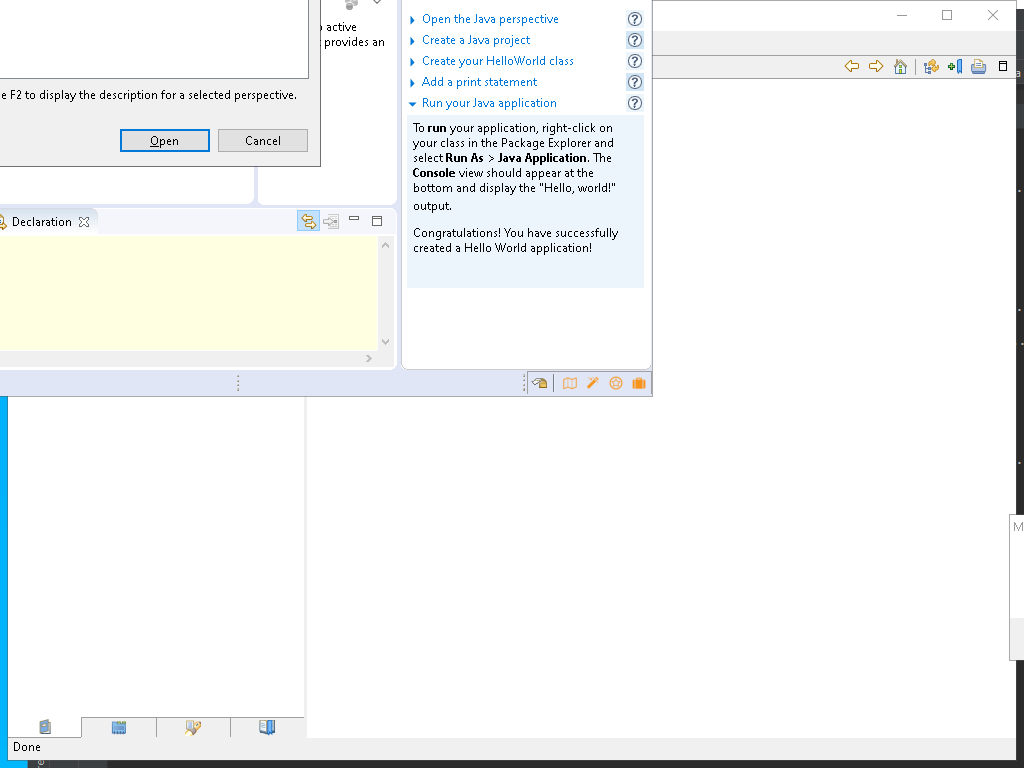 active
provides an
e F2 to display the description for a selected perspective.
Open
Cancel
Declaration
Open the Java perspective
Create a Java project
Create your HelloWorld class
Add a print statement
Run your Java application
To run your application, right-click on
your class in the Package Explorer and
select Run As > Java Application. The
Console view should appear at the
bottom and display the "Hello, world!"
output.
Congratulations! You have successfully
created a Hello World application!
M
Done